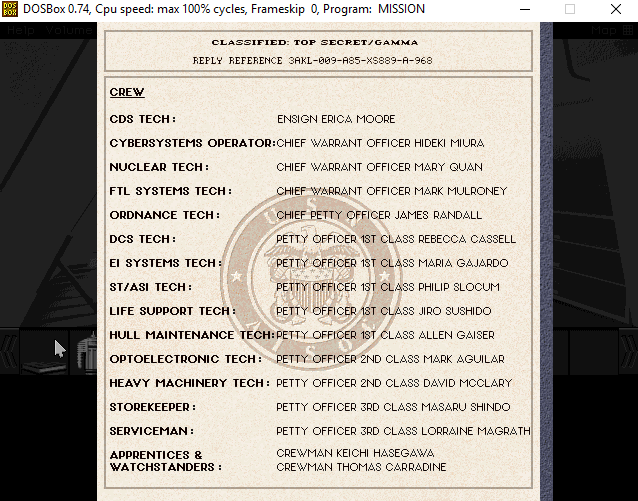 DOSBox 0.74, Cpu speed: max 100% cycles, Frameskip 0, Program: MISSION
Help Volume Map
CLASSIFIED: TOP SECRET/GAMMA
REPLY REFERENCE 3AKL-009-A85-XS889-A-968
CREW
CDS TECH: ENSIGN ERICA MOORE
CYBERSYSTEMS OPERATOR: CHIEF WARRANT OFFICER HIDEKI MIURA
NUCLEAR TECH: CHIEF WARRANT OFFICER MARY QUAN
FTL SYSTEMS TECH: CHIEF WARRANT OFFICER MARK MULRONEY
ORDNANCE TECH: CHIEF PETTY OFFICER JAMES RANDALL
DCS TECH: PETTY OFFICER 1ST CLASS REBECCA CASSELL
EI SYSTEMS TECH: PETTY OFFICER 1ST CLASS MARIA GAJARDO
ST/ASI TECH: PETTY OFFICER 1ST CLASS PHILIP SLOCUM
LIFE SUPPORT TECH: PETTY OFFICER 1ST CLASS JIRO SUSHIDO
HULL MAINTENANCE TECH: PETTY OFFICER 1ST CLASS ALLEN GAISER
OPTOELECTRONIC TECH: PETTY OFFICER 2ND CLASS MARK AGUILAR
HEAVY MACHINERY TECH: PETTY OFFICER 2ND CLASS DAVID MCCLARY
STOREKEEPER: PETTY OFFICER 3RD CLASS MASARU SHINDO
SERVICEMAN: PETTY OFFICER 3RD CLASS LORRAINE MAGRATH
APPRENTICES & CREWMAN KEICHI HASEGAWA
WATCHSTANDERS: CREWMAN THOMAS CARRADINE